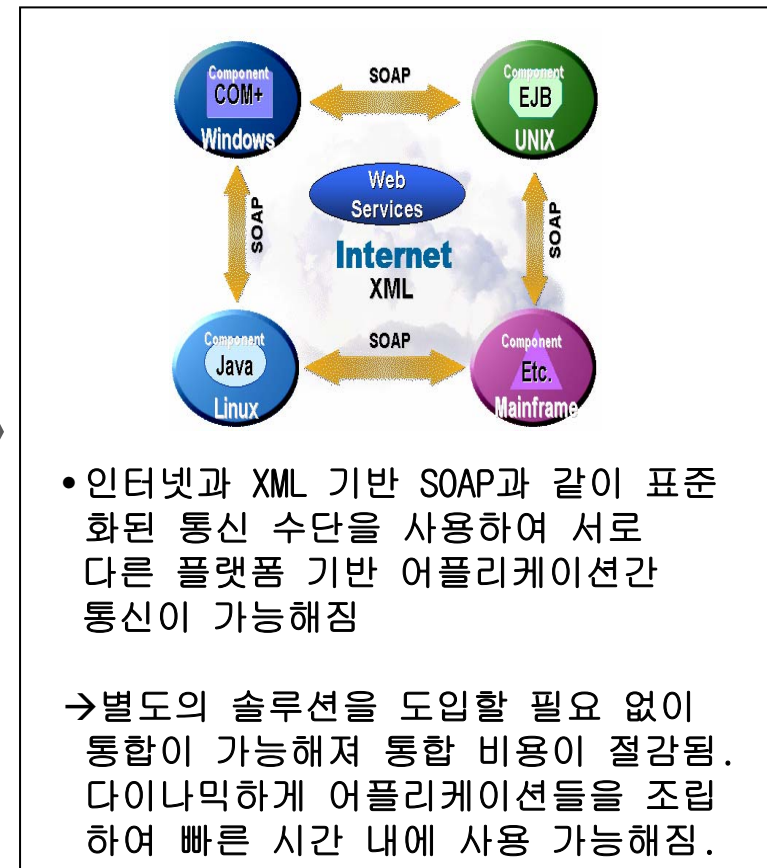 Component
COM+
Windows
SOAP
Component
EJB
UNIX
SOAP
Web
Services
SOAP
Internet
XML
Component
Java
Linux
SOAP
Component
Etc.
Mainframe
•인터넷과 XML 기반 SOAP과 같이 표준
화된 통신 수단을 사용하여 서로
다른 플랫폼 기반 어플리케이션간
통신이 가능해짐
→별도의 솔루션을 도입할 필요 없이
통합이 가능해져 통합 비용이 절감됨.
다이나믹하게 어플리케이션들을 조립
하여 빠른 시간 내에 사용 가능해짐.